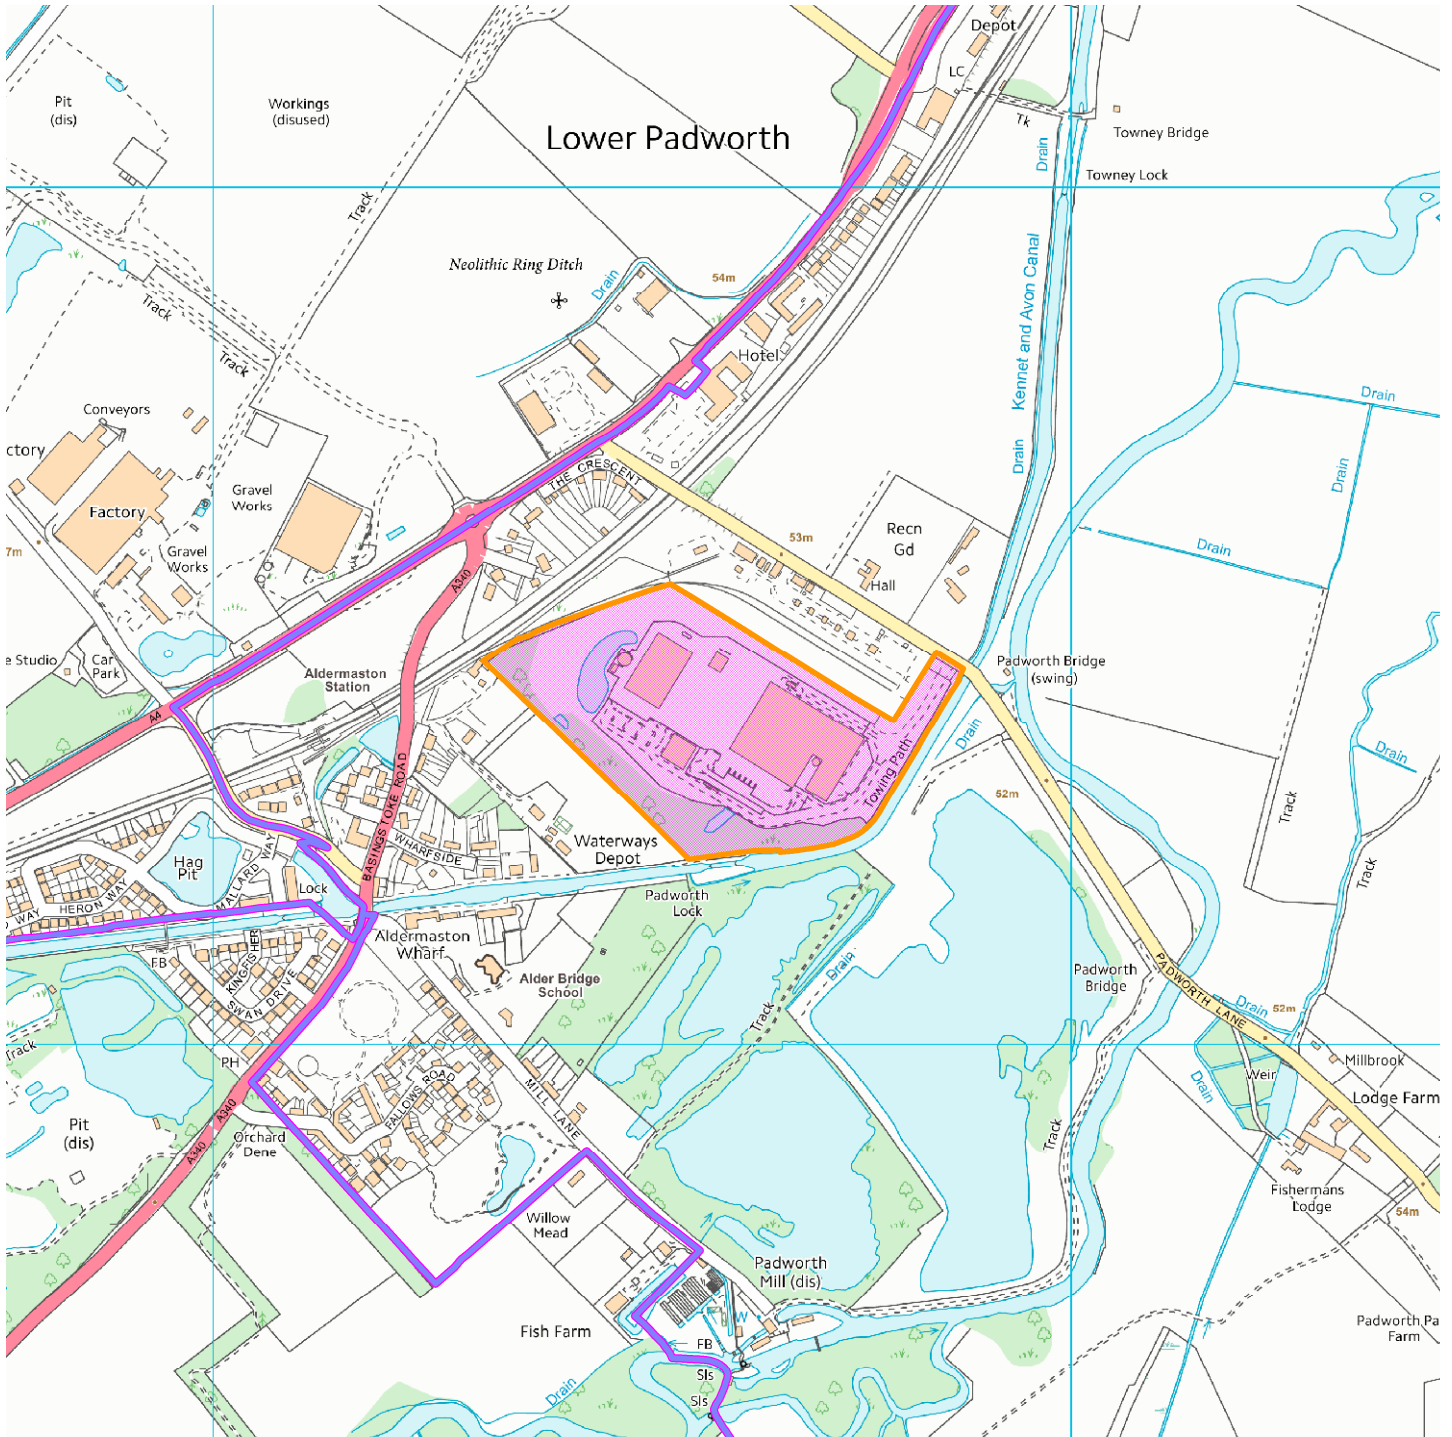 Depot
LC
Pit
(dis)
Workings
(disused)
Lower Padworth
Tk
Drain
Towney Bridge
Towney Lock
Track
Neolithic Ring Ditch
Drain
54m
Kennet and Avon Canal
Track
Track
Hotel
Drain
Conveyors
ctory
Factory
Gravel
Works
THE CRESCENT
Drain
Drain
Recn
Gd
53m
7m
Gravel
Works
Drain
A340
Hall
e Studio
Car
Park
Aldermaston
Station
Padworth Bridge
(swing)
A4
Drain
Drain
Towing Path
BASINGSTOKE ROAD
52m
Track
WHARFSIDE
Waterways
Depot
Hag
Pit
MALLARD WAY
Track
Lock
HERON WAY
WAY
Padworth
Lock
Aldermaston
Wharf
FB
KINGFISHER
SWAN DRIVE
Alder Bridge
School
Drain
Padworth
Bridge
PADWORTH LANE
Drain
52m
Track
Track
PH
Weir
Millbrook
Drain
Lodge Farm
FALLOWS ROAD
MILL LANE
A340
Pit
(dis)
Orchard
Dene
A340
Track
Fishermans
Lodge
54m
Willow
Mead
Padworth
Mill (dis)
W
Fish Farm
FB
Padworth Pa
Farm
Sls
Drain
Sls